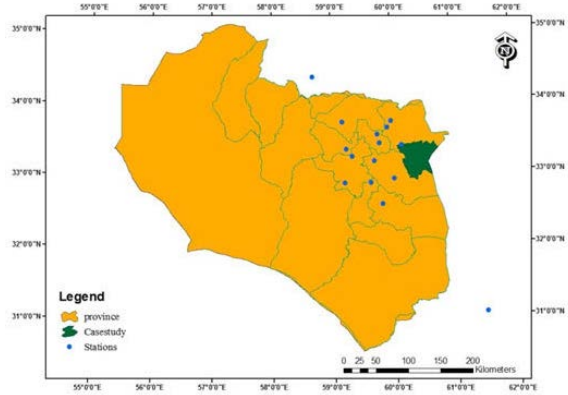 55°0'0"E 56°0'0"E 57°0'0"E 58°0'0"E 59°0'0"E 60°0'0"E 61°0'0"E 62°0'0"E
35°0'0"N 35°0'0"N
34°0'0"N 34°0'0"N
33°0'0"N 33°0'0"N
32°0'0"N 32°0'0"N
31°0'0"N 31°0'0"N
N
Legend
province
Casestudy
Stations
0 25 50 100 150 200
Kilometers
55°0'0"E 56°0'0"E 57°0'0"E 58°0'0"E 59°0'0"E 60°0'0"E 61°0'0"E 62°0'0"E